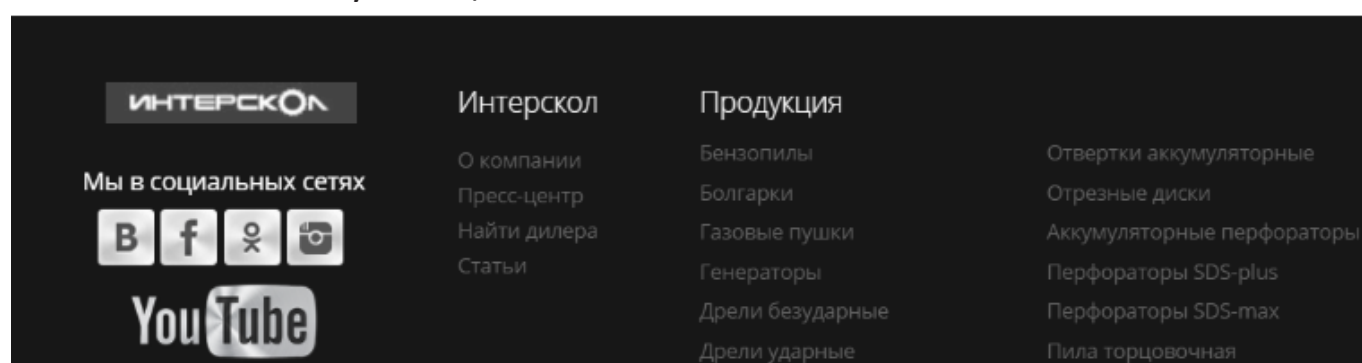 ИНТЕРСКОЛ
Мы в социальных сетях
B f
You Tube
Интерскол
О компании
Пресс-центр
Найти дилера
Статьи
Продукция
Бензопилы
Болгарки
Газовые пушки
Генераторы
Дрели безударные
Дрели ударные
Отвертки аккумуляторные
Отрезные диски
Аккумуляторные перфораторы
Перфораторы SDS-plus
Перфораторы SDS-max
Пила торцовочная